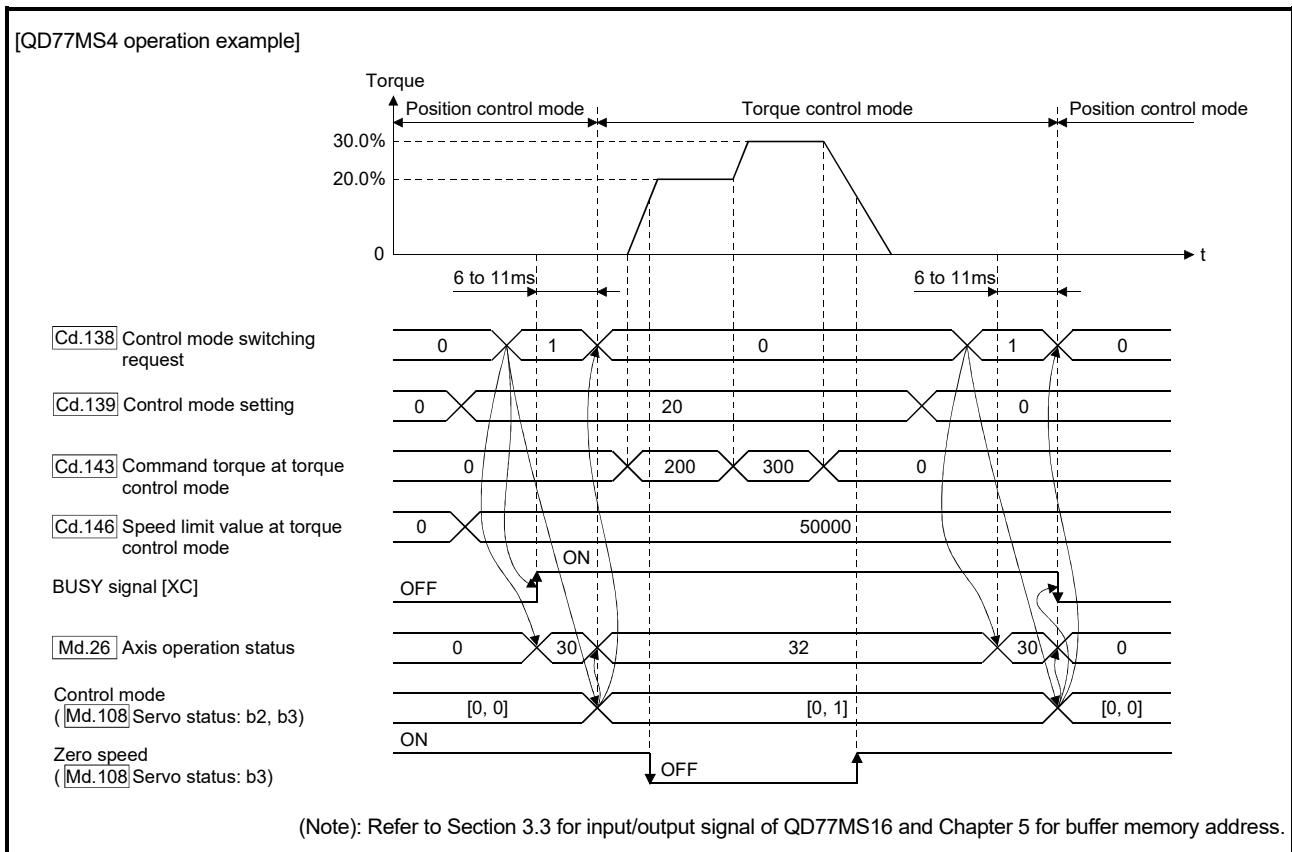 [QD77MS4 operation example]
Torque
Position control mode
Torque control mode
Position control mode
30.0%
20.0%
0
t
6 to 11ms
6 to 11ms
Cd.138 Control mode switching
request
0
1
0
1
0
Cd.139 Control mode setting
0
20
0
Cd.143 Command torque at torque
control mode
0
200
300
0
Cd.146 Speed limit value at torque
control mode
0
50000
BUSY signal [XC]
OFF
ON
Md.26 Axis operation status
0
30
32
30
0
Control mode
( Md.108 Servo status: b2, b3)
[0, 0]
[0, 1]
[0, 0]
Zero speed
( Md.108 Servo status: b3)
ON
OFF
(Note): Refer to Section 3.3 for input/output signal of QD77MS16 and Chapter 5 for buffer memory address.